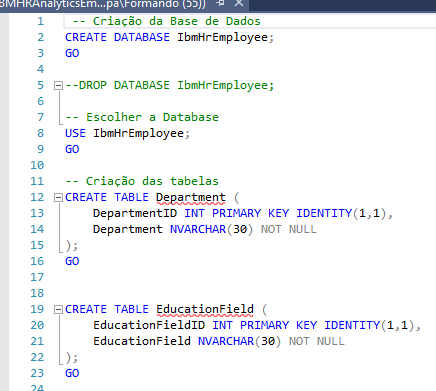 BMHRAnalyticsEm...pa\Formando (55))
1 -- Criação da Base de Dados
2 CREATE DATABASE IbmHrEmployee;
3 GO
4
5 --DROP DATABASE IbmHrEmployee;
6
7 -- Escolher a Database
8 USE IbmHrEmployee;
9 GO
10
11 -- Criação das tabelas
12 CREATE TABLE Department (
13 DepartmentID INT PRIMARY KEY IDENTITY(1,1),
14 Department NVARCHAR(30) NOT NULL
15 );
16 GO
17
18
19 CREATE TABLE EducationField (
20 EducationFieldID INT PRIMARY KEY IDENTITY(1,1),
21 EducationField NVARCHAR(30) NOT NULL
22 );
23 GO
24